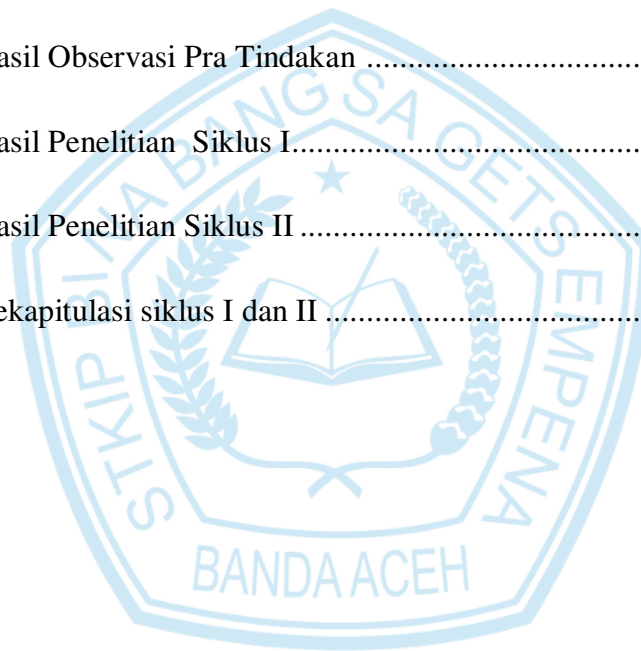 asil Observasi Pra Tindakan ..................................
asil Penelitian  Siklus I............................................
asil Penelitian Siklus II ...........................................
ekapitulasi siklus I dan II ........................................
STKIP BINA BANGSA GETSEMPENA
BANDA ACEH